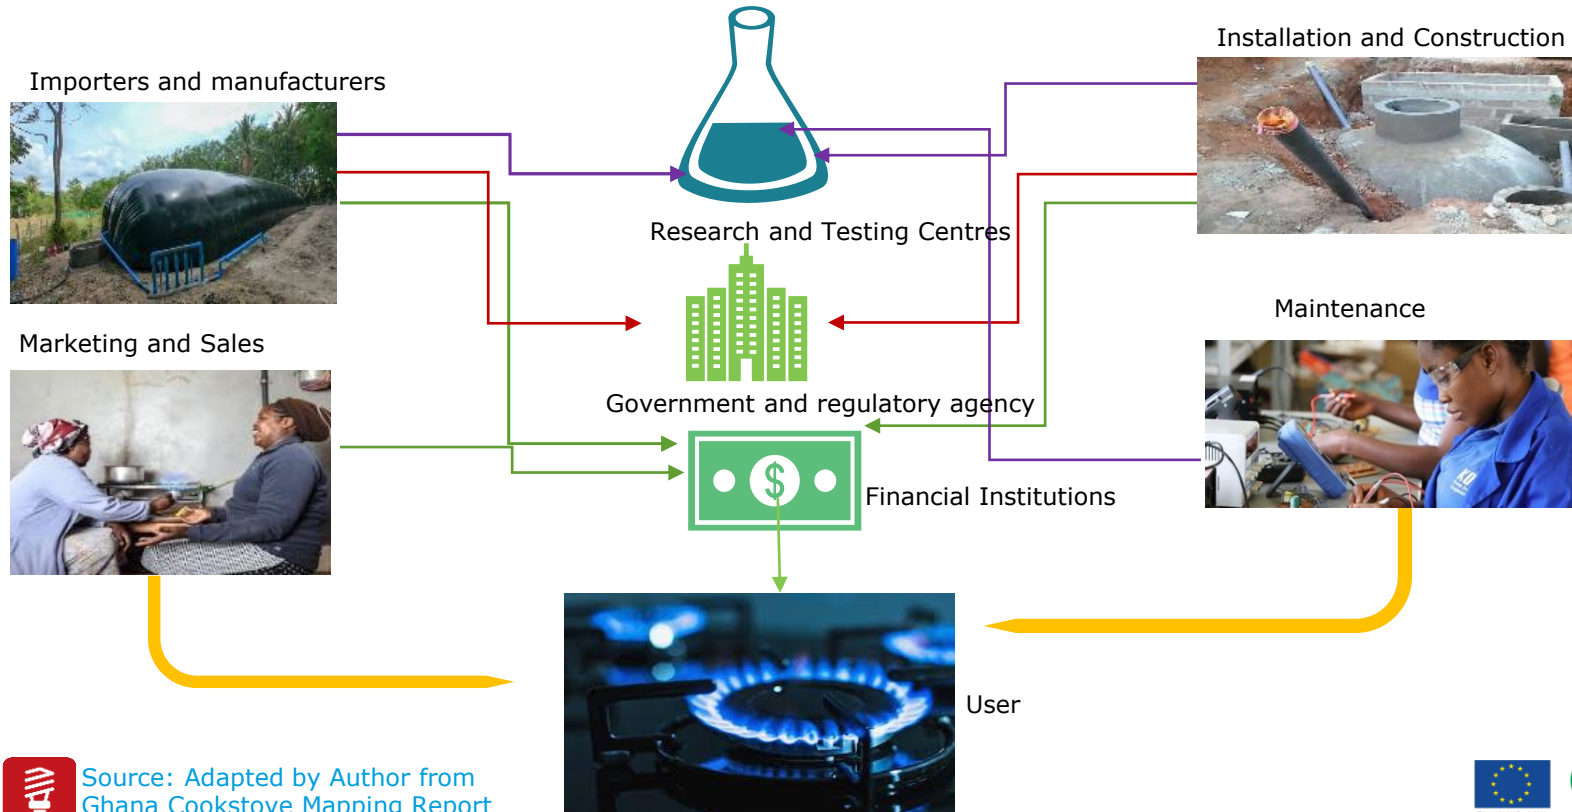 Installation and Construction
Importers and manufacturers
Research and Testing Centres
Maintenance
Marketing and Sales
Government and regulatory agency
$
Financial Institutions
KO
User
Source: Adapted by Author from
Ghana Cookstove Mapping Report